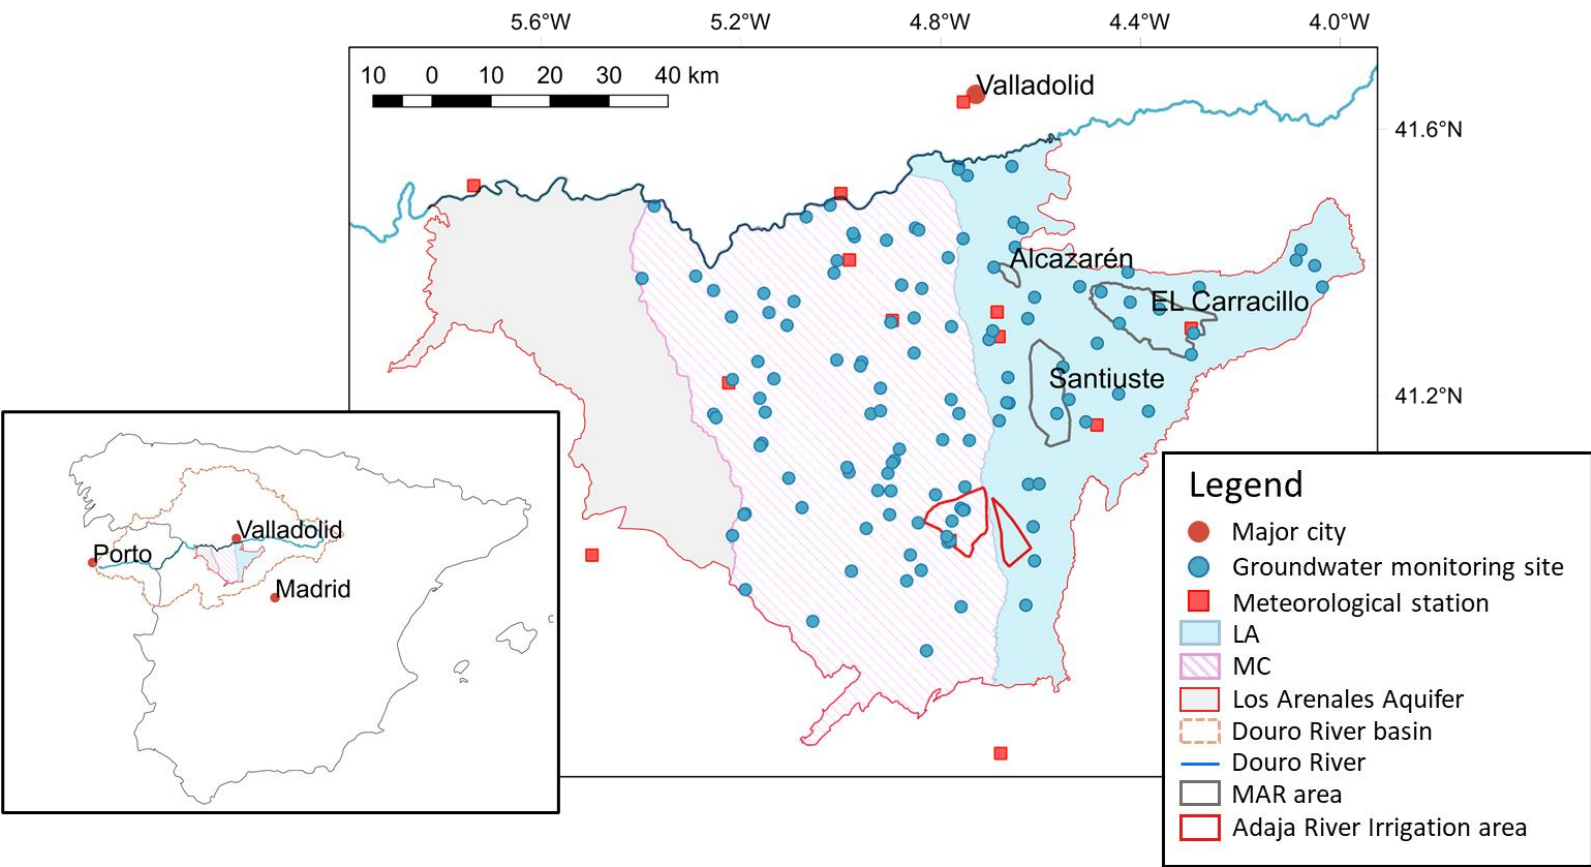 5.6°W 5.2°W 4.8°W 4.4°W 4.0°W
10 0 10 20 30 40 km
Valladolid
41.6°N
Alcazarén
EL Carracillo
Santiuste
41.2°N
Valladolid
Porto
Madrid
Legend
Major city
Groundwater monitoring site
Meteorological station
LA
MC
Los Arenales Aquifer
Douro River basin
Douro River
MAR area
Adaja River Irrigation area